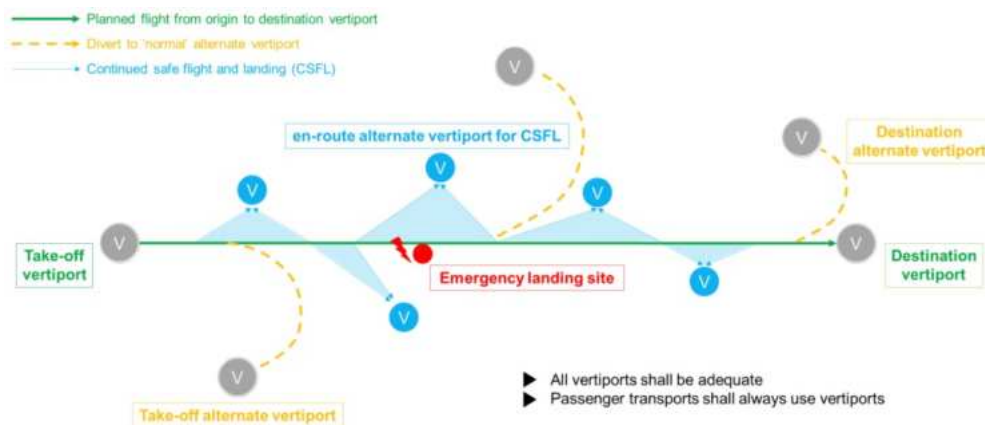 Planned flight from origin to destination vertiport
Divert to 'normal' alternate vertiport
Continued safe flight and landing (CSFL)
V
V
en-route alternate vertiport for CSFL
Destination
alternate vertiport
V
V
V
V
V
Take-off
vertiport
Emergency landing site
Destination
vertiport
V
V
V
Take-off alternate vertiport
All vertiports shall be adequate
Passenger transports shall always use vertiports